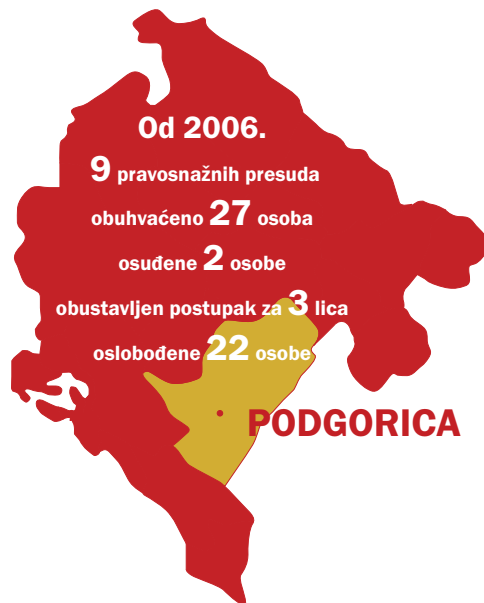 Od 2006.
9 pravosnažnih presuda
obuhvaćeno 27 osoba
osuđene 2 osobe
obustavljen postupak za 3 lica
oslobođene 22 osobe
PODGORICA